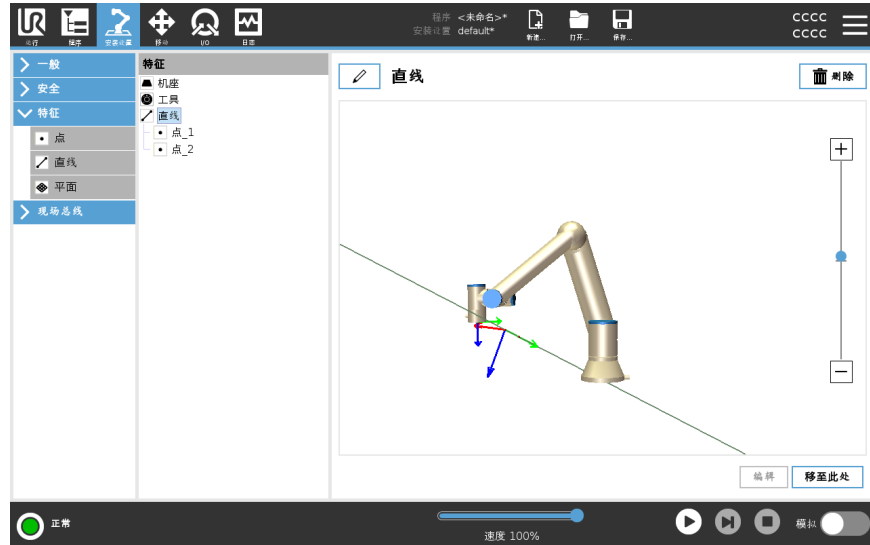 UR
运行
程序
安装设置
移动
I/O
日志
程序 <未命名>*
安装设置 default*
新建...
打开...
保存...
CCCC
CCCC
一般
安全
特征
点
直线
平面
现场总线
特征
机座
工具
直线
点_1
点_2
直线
删除
编辑
移至此处
正常
速度 100%
模拟